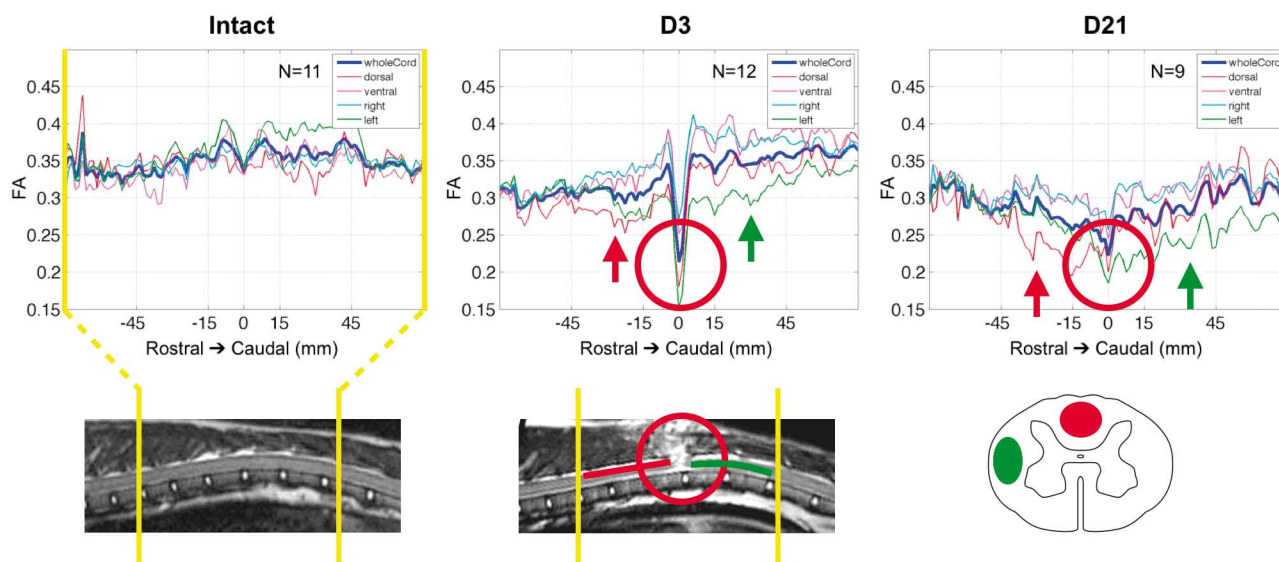 Intact
0.45
0.4
0.35
0.3
0.25
0.2
0.15
FA
N=11
wholeCord
dorsal
ventral
right
left
-45 -15 0 15 45
Rostral ➔ Caudal (mm)
D3
0.45
0.4
0.35
0.3
0.25
0.2
0.15
FA
N=12
wholeCord
dorsal
ventral
right
left
-45 -15 0 15 45
Rostral ➔ Caudal (mm)
D21
0.45
0.4
0.35
0.3
0.25
0.2
0.15
FA
N=9
wholeCord
dorsal
ventral
right
left
-45 -15 0 15 45
Rostral ➔ Caudal (mm)